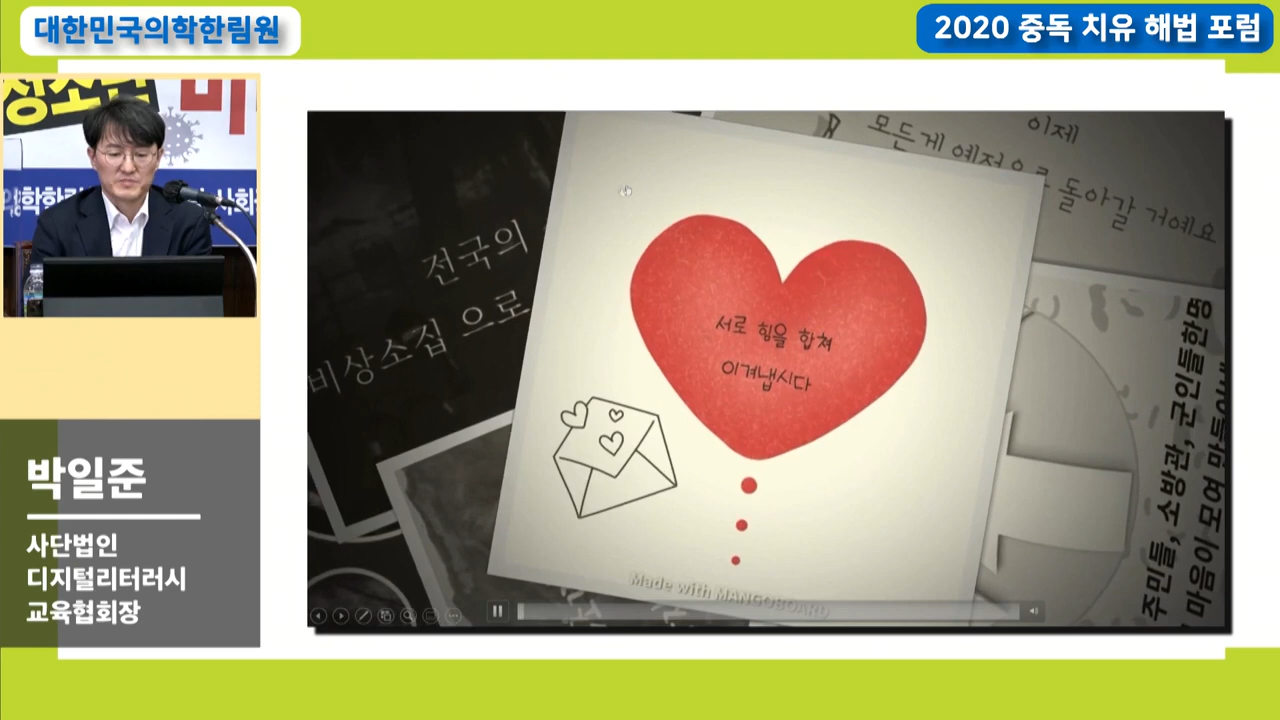 대한민국의학한림원
2020 중독 치유 해법 포럼
이제
모든게 예전으로 돌아갈 거예요
전국의
비상소집 으로
서로 힘을 합쳐
이겨냅시다
주민들, 소방관, 군인들한명
마음이 모여
Made with MANGOBOARD
박일준
사단법인
디지털리터러시
교육협회장